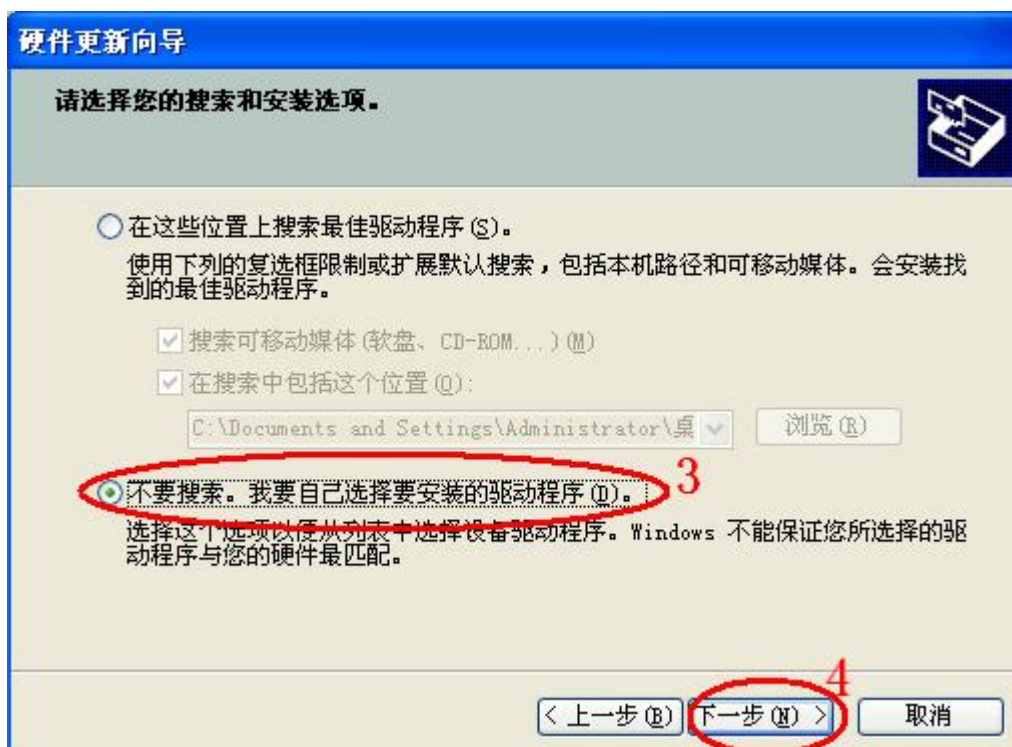 硬件更新向导
请选择您的搜索和安装选项。
在这些位置上搜索最佳驱动程序(S)。
使用下列的复选框限制或扩展默认搜索，包括本机路径和可移动媒体。会安装找
到的最佳驱动程序。
搜索可移动媒体(软盘、CD-ROM...)(M)
在搜索中包括这个位置(O):
C:\Documents and Settings\Administrator\桌
浏览(R)
不要搜索。我要自己选择要安装的驱动程序(D)。
3
选择这个选项以便从列表中选择设备驱动程序。Windows 不能保证您所选择的驱
动程序与您的硬件最匹配。
4
< 上一步(B) 下一步(N) > 取消